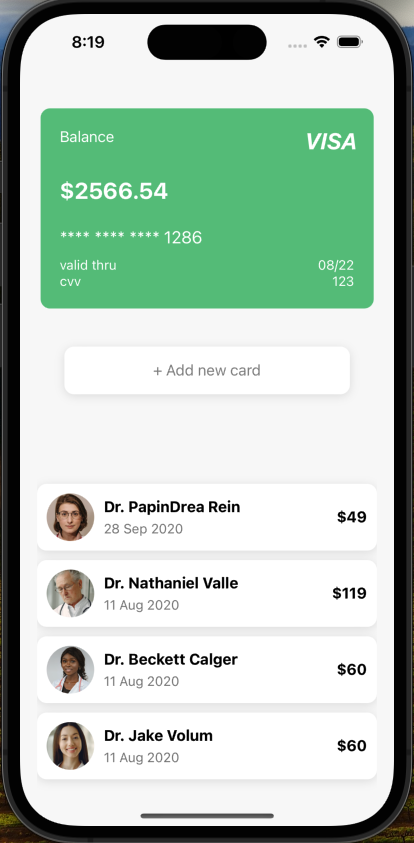 8:19
Balance VISA
$2566.54
**** **** **** 1286
valid thru 08/22
cvv 123
+ Add new card
Dr. PapinDrea Rein
28 Sep 2020
$49
Dr. Nathaniel Valle
11 Aug 2020
$119
Dr. Beckett Calger
11 Aug 2020
$60
Dr. Jake Volum
11 Aug 2020
$60